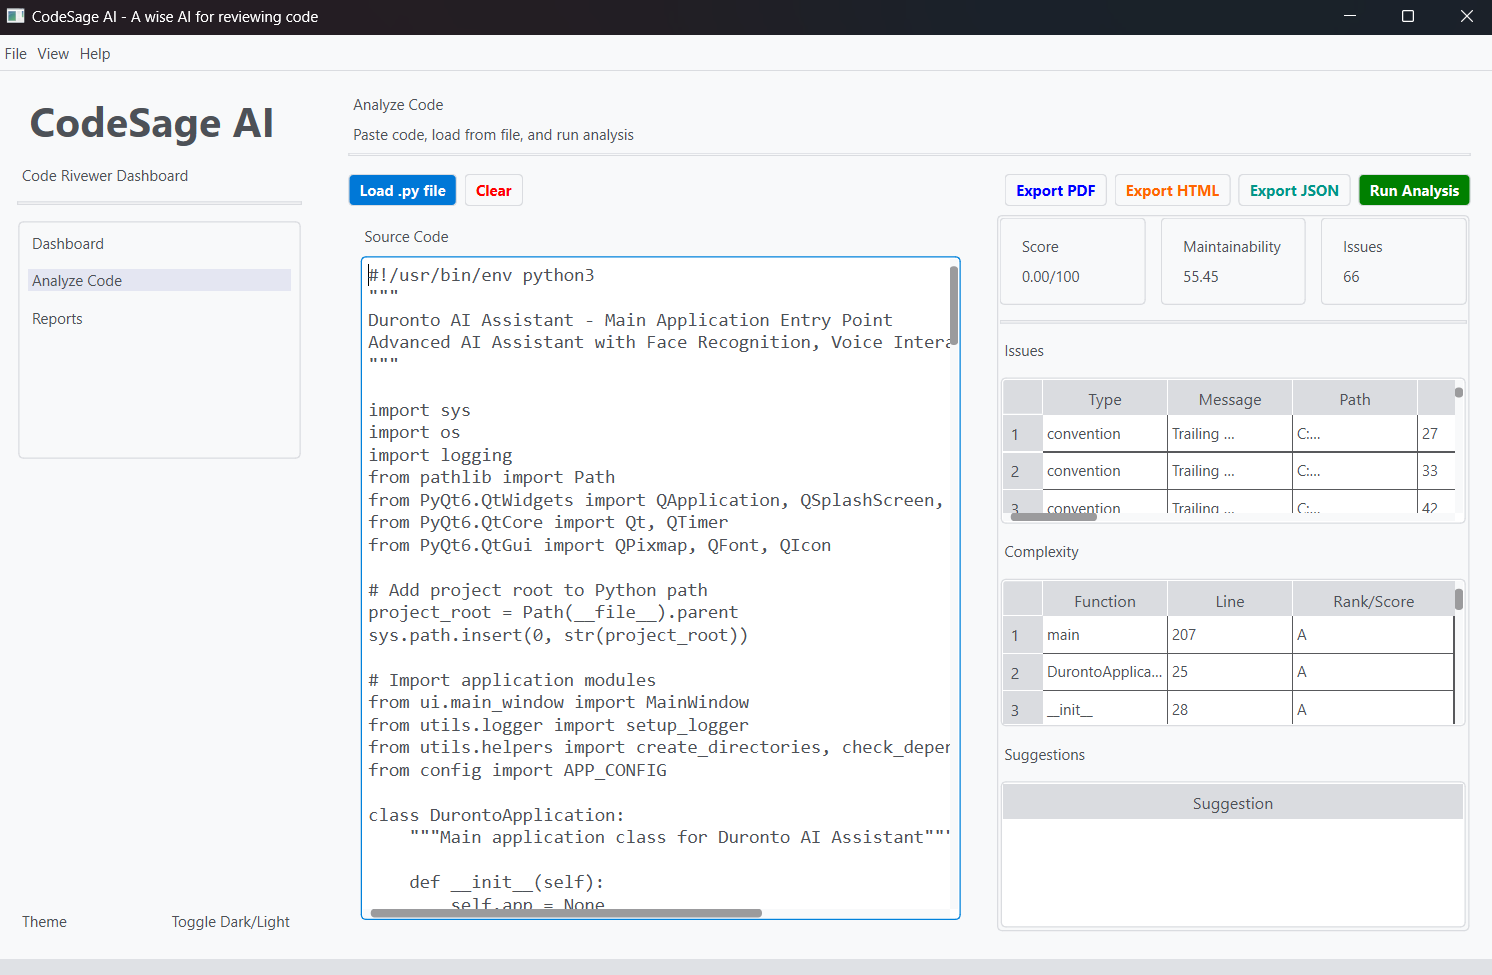 CodeSage AI - A wise AI for reviewing code
File View Help
CodeSage AI
Code Rivewer Dashboard
Dashboard
Analyze Code
Reports
Theme
Toggle Dark/Light
Analyze Code
Paste code, load from file, and run analysis
Load .py file
Clear
Export PDF
Export HTML
Export JSON
Run Analysis
Source Code
#!/usr/bin/env python3
"""
Duronto AI Assistant - Main Application Entry Point
Advanced AI Assistant with Face Recognition, Voice Intera
"""
import sys
import os
import logging
from pathlib import Path
from PyQt6.QtWidgets import QApplication, QSplashScreen,
from PyQt6.QtCore import Qt, QTimer
from PyQt6.QtGui import QPixmap, QFont, QIcon
# Add project root to Python path
project_root = Path(__file__).parent
sys.path.insert(0, str(project_root))
# Import application modules
from ui.main_window import MainWindow
from utils.logger import setup_logger
from utils.helpers import create_directories, check_deper
from config import APP_CONFIG
class DurontoApplication:
"""Main application class for Duronto AI Assistant"""
def __init__(self):
self.app = None
Score
0.00/100
Maintainability
55.45
Issues
66
Issues
Type Message Path
1 convention Trailing ... C:... 27
2 convention Trailing ... C:... 33
3 convention Trailing ... C:... 42
Complexity
Function Line Rank/Score
1 main 207 A
2 DurontoApplica... 25 A
3 __init__ 28 A
Suggestions
Suggestion